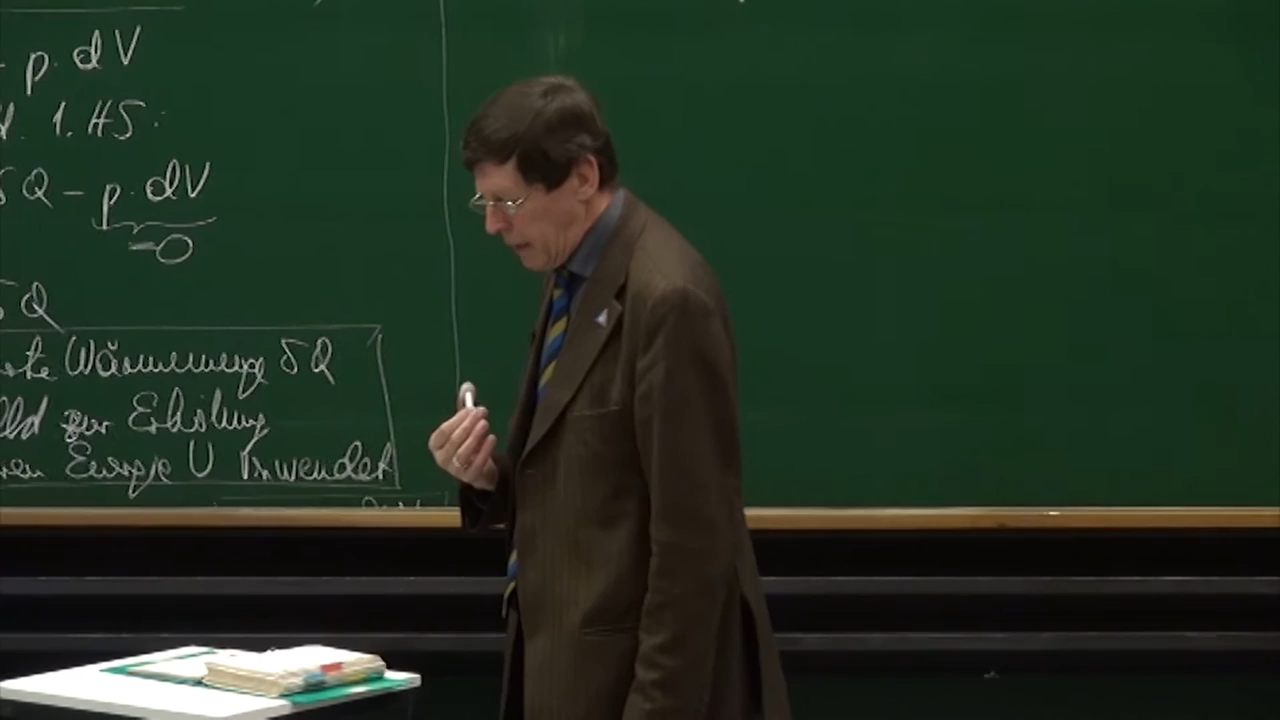 - p. dV
1. HS:
δQ - p. dV
=0
δQ
Wärmemenge δQ
zur Erhöhung
Energie U verwendet